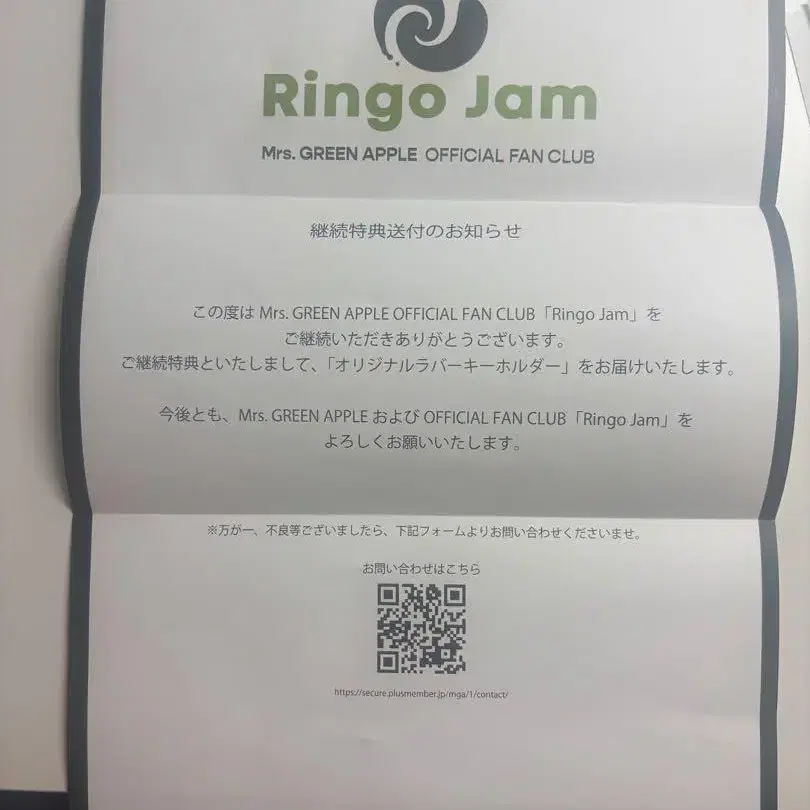 Ringo Jam
Mrs. GREEN APPLE OFFICIAL FAN CLUB
継続特典送付のお知らせ
この度は Mrs. GREEN APPLE OFFICIAL FAN CLUB「Ringo Jam」を
ご継続いただきありがとうございます。
ご継続特典といたしまして、「オリジナルラバーキーホルダー」をお届けいたします。
今後とも、Mrs. GREEN APPLE および OFFICIAL FAN CLUB「Ringo Jam」を
よろしくお願いいたします。
※万が一、不良等ございましたら、下記フォームよりお問い合わせくださいませ。
お問い合わせはこちら
https://secure.plusmember.jp/mga/1/contact/